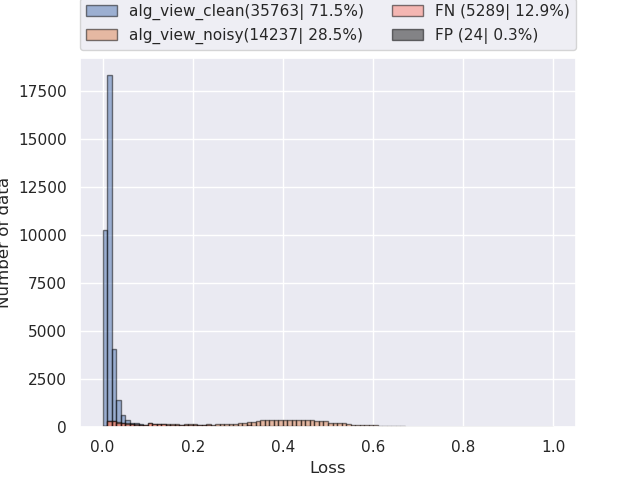 alg_view_clean(35763| 71.5%)
FN (5289| 12.9%)
alg_view_noisy(14237| 28.5%)
FP (24| 0.3%)
17500
15000
12500
10000
7500
5000
2500
0
Number of data
0.0 0.2 0.4 0.6 0.8 1.0
Loss